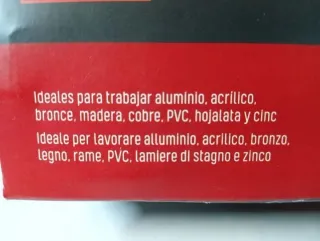 Ideales para trabajar aluminio, acrílico,
bronce, madera, cobre, PVC, hojalata y cinc
Ideale per lavorare alluminio, acrilico, bronzo,
legno, rame, PVC, lamiere di stagno e zinco